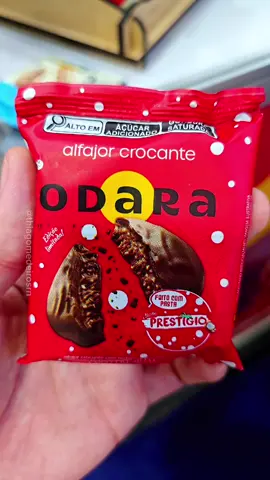 ALTO EM
AÇÚCAR
ADICIONADO
GORDURA
SATURADA
alfajor crocante
ODARA
Edição
limitada!
FEITO COM
PASTA
PRESTÍGIO